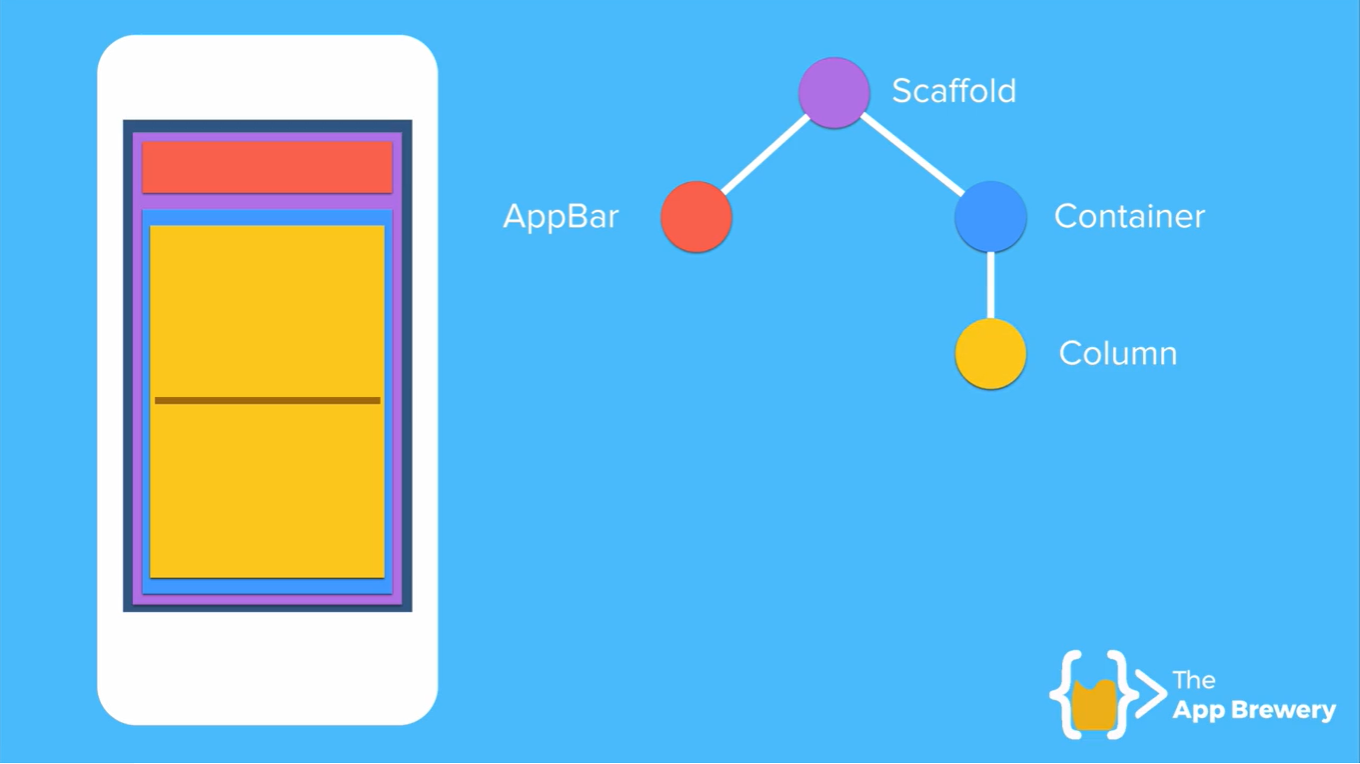 Scaffold
AppBar
Container
Column
The
App Brewery